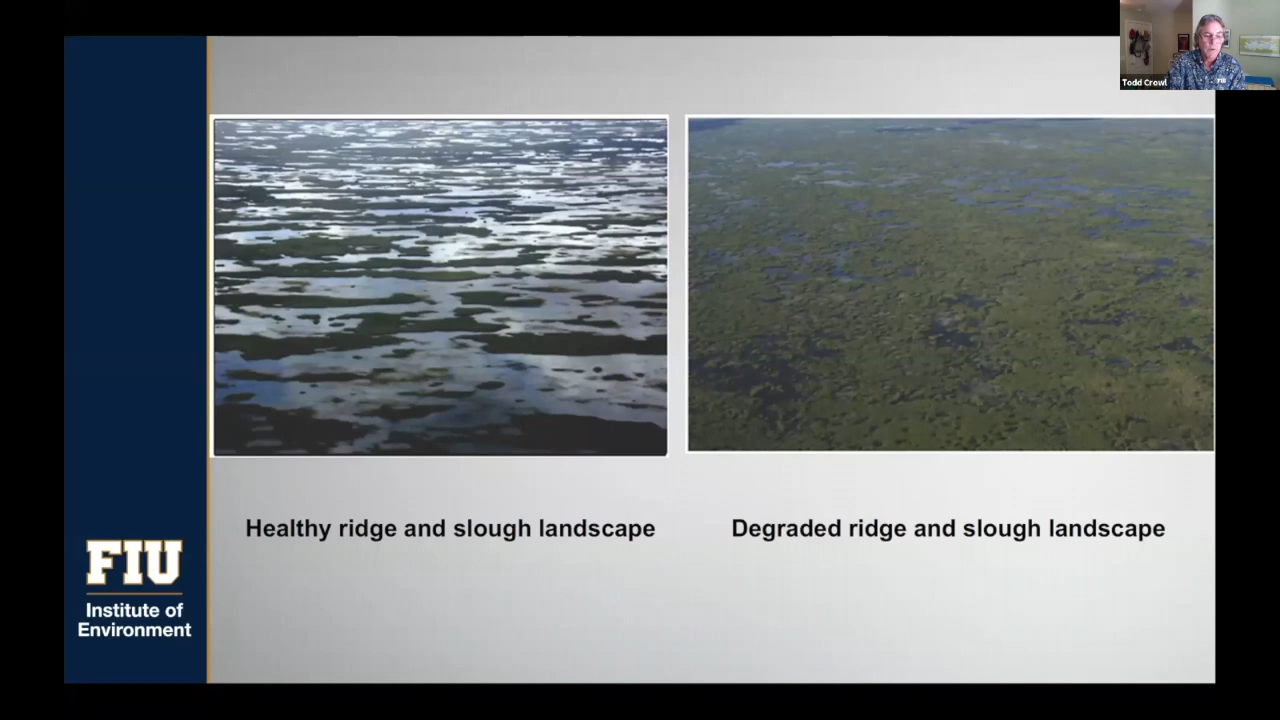 Todd Crowl
Healthy ridge and slough landscape
Degraded ridge and slough landscape
FIU
Institute of
Environment